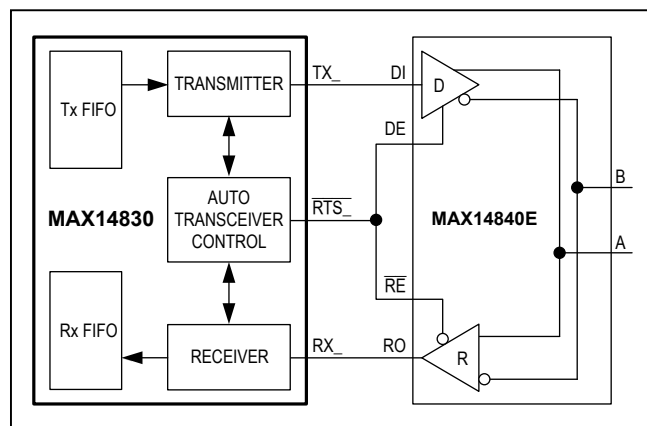 Tx FIFO
TRANSMITTER
TX_
DI
D
DE
MAX14830
AUTO
TRANSCEIVER
CONTROL
RTS_
MAX14840E
B
A
RE
Rx FIFO
RECEIVER
RX_
RO
R